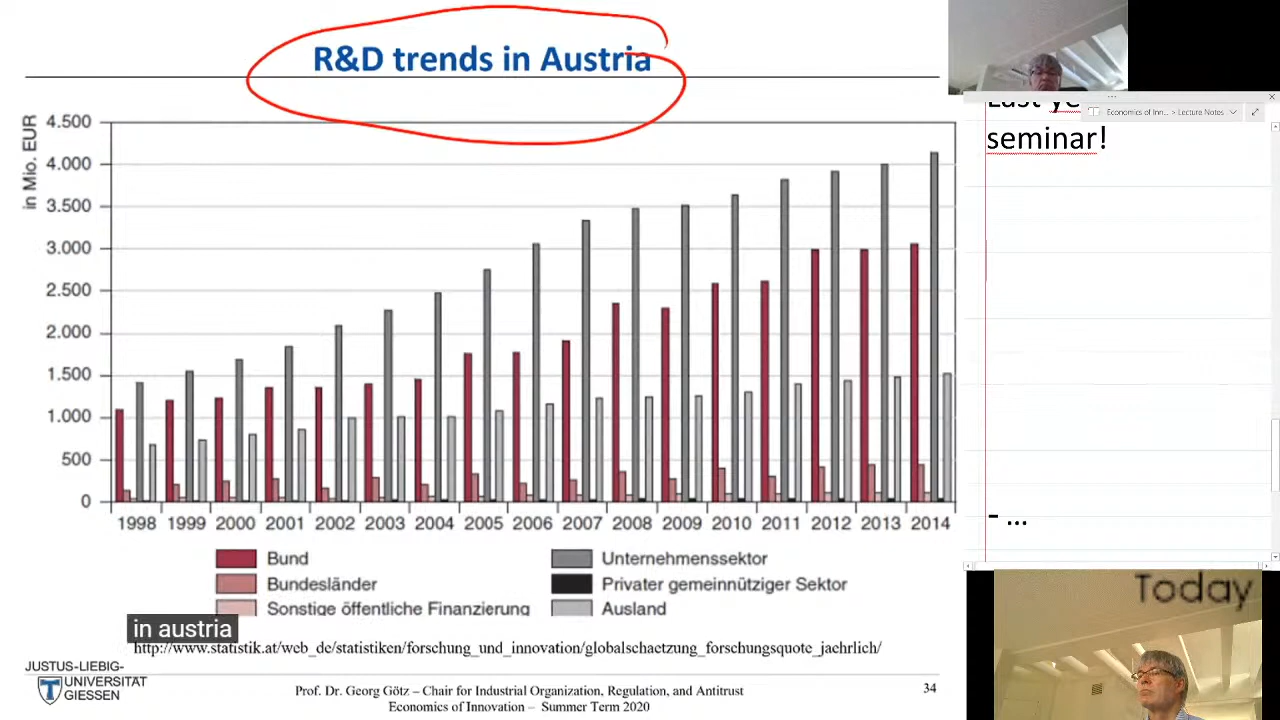 R&D trends in Austria
in Mio. EUR
4.500
4.000
3.500
3.000
2.500
2.000
1.500
1.000
500
0
1998 1999 2000 2001 2002 2003 2004 2005 2006 2007 2008 2009 2010 2011 2012 2013 2014
Bund
Bundesländer
Sonstige öffentliche Finanzierung
Unternehmenssektor
Privater gemeinnütziger Sektor
Ausland
in austria
http://www.statistik.at/web_de/statistiken/forschung_und_innovation/globalschaetzung_forschungsquote_jaehrlich/
JUSTUS-LIEBIG-
UNIVERSITAT
GIESSEN
Prof. Dr. Georg Götz – Chair for Industrial Organization, Regulation, and Antitrust
Economics of Innovation – Summer Term 2020
34
Last ye
Economics of Inn... > Lecture Notes
seminar!
- ...
Today